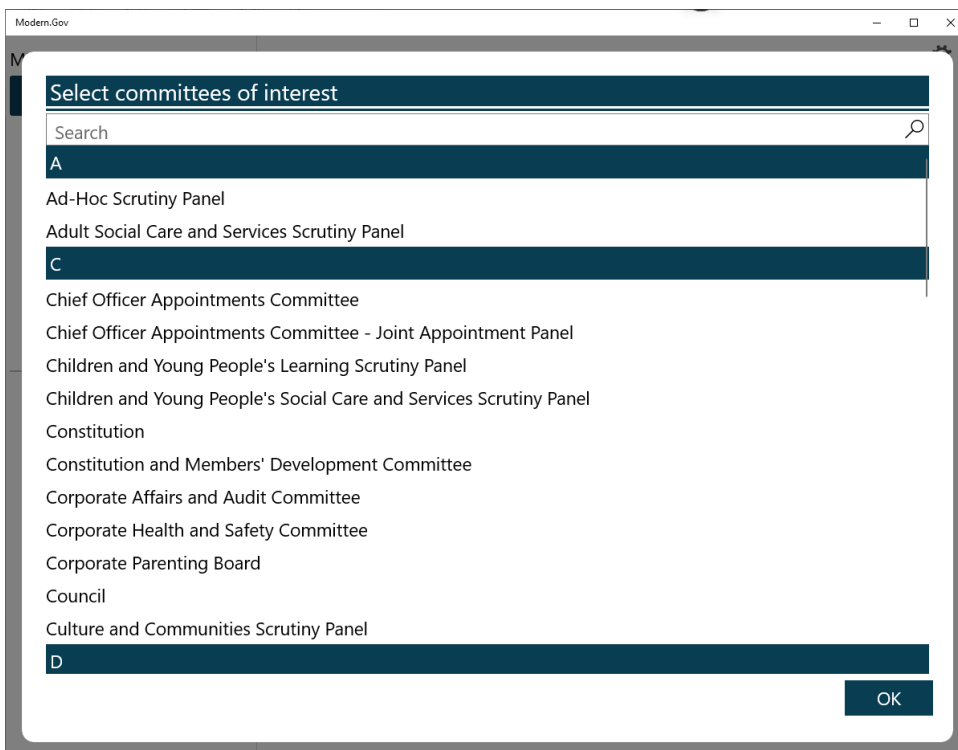 Modern.Gov
M
Select committees of interest
Search
A
Ad-Hoc Scrutiny Panel
Adult Social Care and Services Scrutiny Panel
C
Chief Officer Appointments Committee
Chief Officer Appointments Committee - Joint Appointment Panel
Children and Young People's Learning Scrutiny Panel
Children and Young People's Social Care and Services Scrutiny Panel
Constitution
Constitution and Members' Development Committee
Corporate Affairs and Audit Committee
Corporate Health and Safety Committee
Corporate Parenting Board
Council
Culture and Communities Scrutiny Panel
D
OK